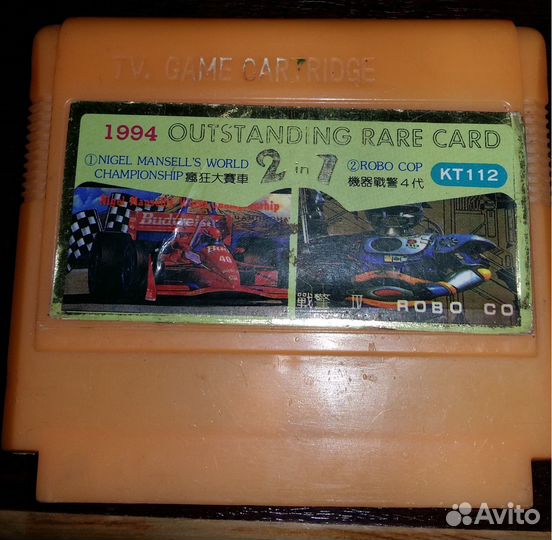 TV. GAME CARTRIDGE
1994 OUTSTANDING RARE CARD
①NIGEL MANSELL'S WORLD
CHAMPIONSHIP 瘋狂大賽車
2 in 1
②ROBO COP
機器戰警4代
KT112
Championship
Budweiser
戰警 IV ROBO CO
Avito